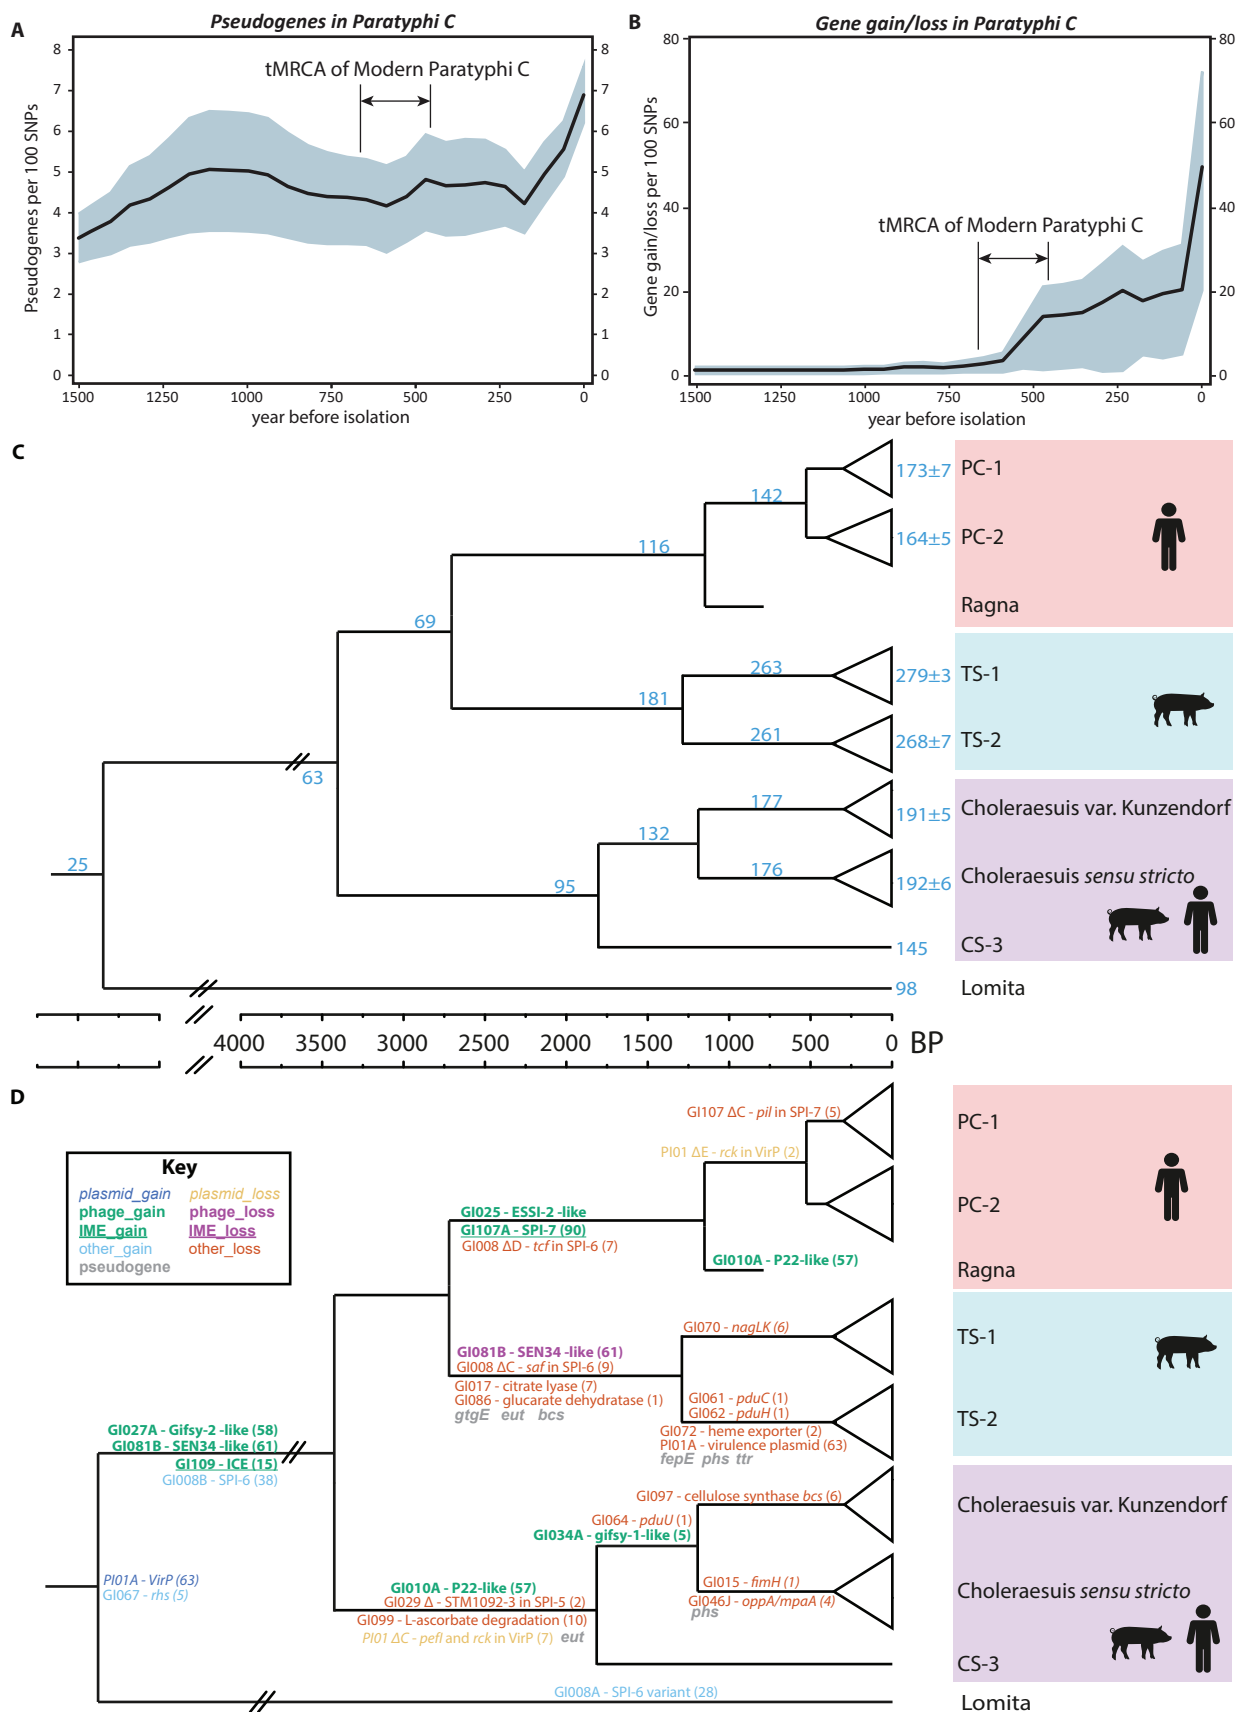 A
Pseudogenes in Paratyphi C
8
7
6
5
4
3
2
1
0
Pseudogenes per 100 SNPs
tMRCA of Modern Paratyphi C
8
7
6
5
4
3
2
1
0
1500 1250 1000 750 500 250 0
year before isolation
B
Gene gain/loss in Paratyphi C
80
60
40
20
0
Gene gain/loss per 100 SNPs
tMRCA of Modern Paratyphi C
80
60
40
20
0
1500 1250 1000 750 500 250 0
year before isolation
C
173±7 PC-1
142
164±5 PC-2
116
Ragna
69
263
279±3 TS-1
181
261
268±7 TS-2
63
177
191±5 Choleraesuis var. Kunzendorf
132
176
192±6 Choleraesuis sensu stricto
25
95
145 CS-3
98 Lomita
4000 3500 3000 2500 2000 1500 1000 500 0 BP
D
Key
plasmid_gain plasmid_loss
phage_gain phage_loss
IME_gain IME_loss
other_gain other_loss
pseudogene
GI107 ΔC - pil in SPI-7 (5)
PC-1
PI01 ΔE - rck in VirP (2)
PC-2
GI025 - ESSI-2 -like
GI107A - SPI-7 (90)
GI008 ΔD - tcf in SPI-6 (7)
GI010A - P22-like (57)
Ragna
GI070 - nagLK (6)
TS-1
GI081B - SEN34 -like (61)
GI008 ΔC - saf in SPI-6 (9)
GI017 - citrate lyase (7)
GI086 - glucarate dehydratase (1)
gtgE eut bcs
GI061 - pduC (1)
GI062 - pduH (1)
GI072 - heme exporter (2)
PI01A - virulence plasmid (63)
fepE phs ttr
TS-2
GI027A - Gifsy-2 -like (58)
GI081B - SEN34 -like (61)
GI109 - ICE (15)
GI008B - SPI-6 (38)
GI097 - cellulose synthase bcs (6)
Choleraesuis var. Kunzendorf
GI064 - pduU (1)
GI034A - gifsy-1-like (5)
PI01A - VirP (63)
GI067 - rhs (5)
GI010A - P22-like (57)
GI029 Δ - STM1092-3 in SPI-5 (2)
GI099 - L-ascorbate degradation (10)
PI01 ΔC - pefI and rck in VirP (7) eut
GI015 - fimH (1)
GI046J - oppA/mpaA (4)
phs
Choleraesuis sensu stricto
CS-3
GI008A - SPI-6 variant (28)
Lomita